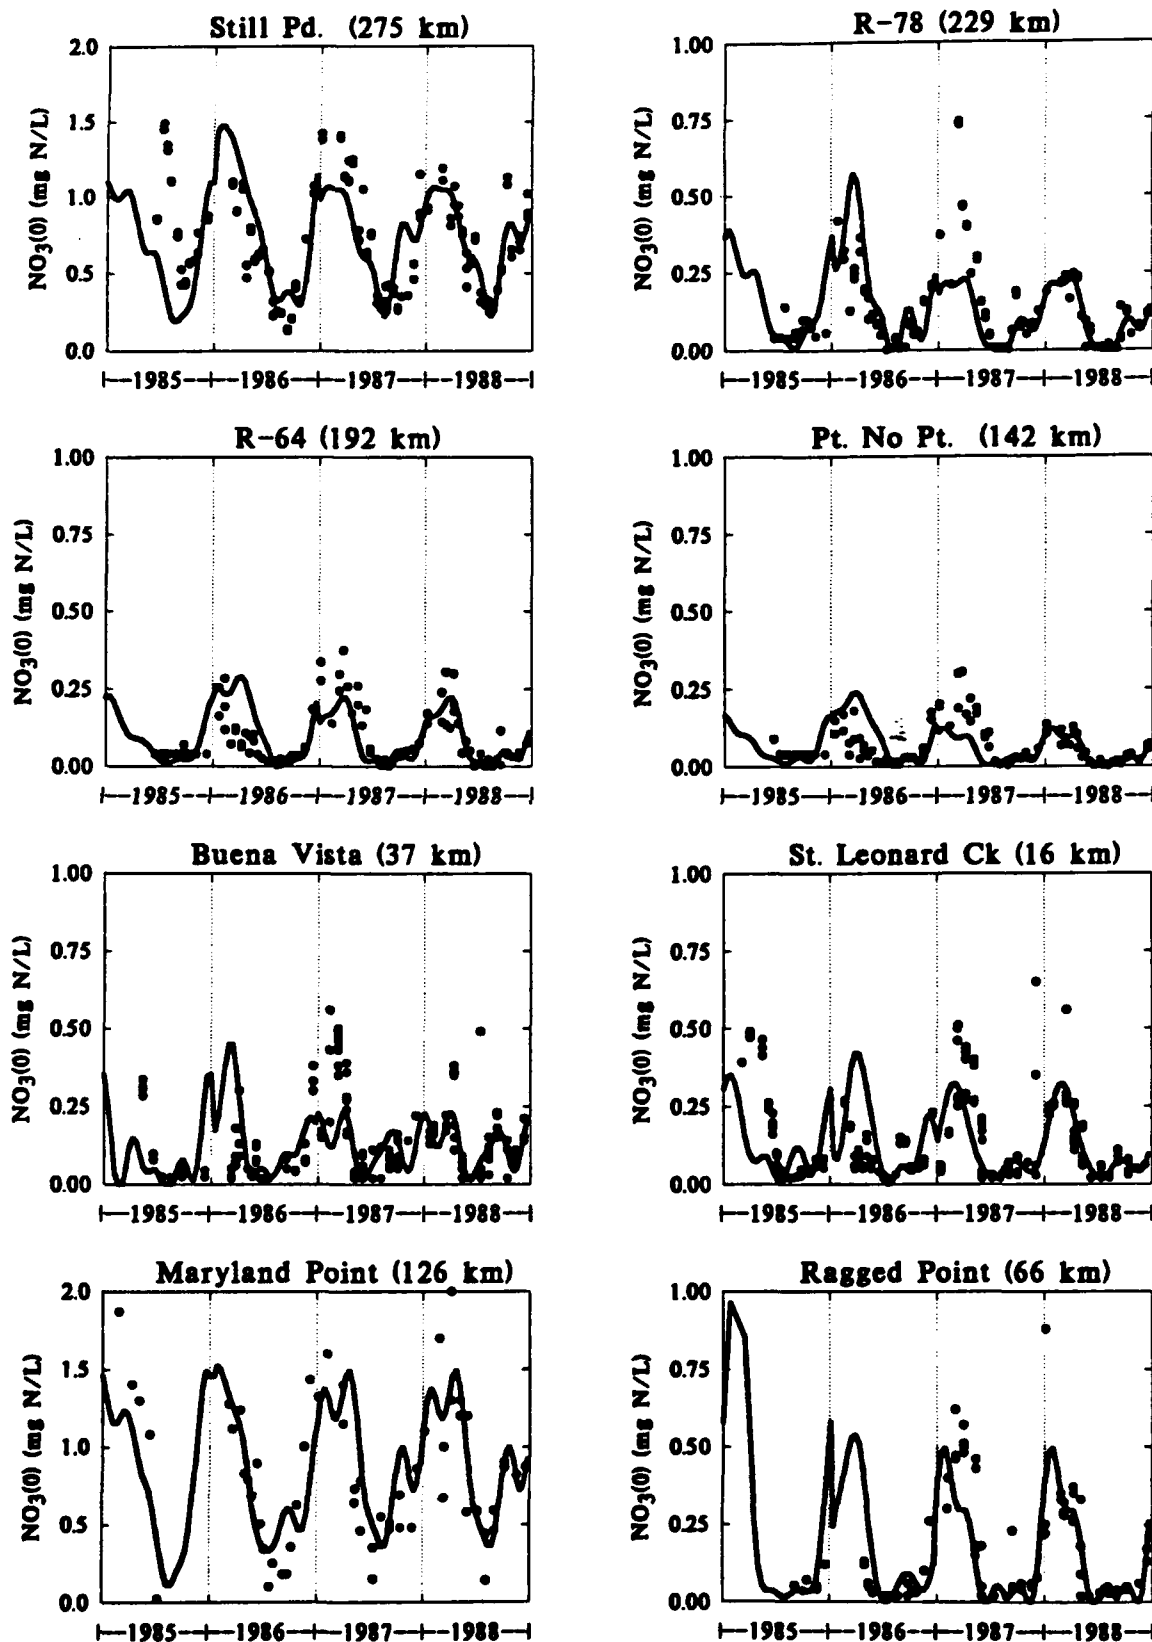 Still Pd. (275 km)
NO3(0) (mg N/L)
2.0
1.5
1.0
0.5
0.0
1985 1986 1987 1988
R-78 (229 km)
NO3(0) (mg N/L)
1.00
0.75
0.50
0.25
0.00
1985 1986 1987 1988
R-64 (192 km)
NO3(0) (mg N/L)
1.00
0.75
0.50
0.25
0.00
1985 1986 1987 1988
Pt. No Pt. (142 km)
NO3(0) (mg N/L)
1.00
0.75
0.50
0.25
0.00
1985 1986 1987 1988
Buena Vista (37 km)
NO3(0) (mg N/L)
1.00
0.75
0.50
0.25
0.00
1985 1986 1987 1988
St. Leonard Ck (16 km)
NO3(0) (mg N/L)
1.00
0.75
0.50
0.25
0.00
1985 1986 1987 1988
Maryland Point (126 km)
NO3(0) (mg N/L)
2.0
1.5
1.0
0.5
0.0
1985 1986 1987 1988
Ragged Point (66 km)
NO3(0) (mg N/L)
1.00
0.75
0.50
0.25
0.00
1985 1986 1987 1988